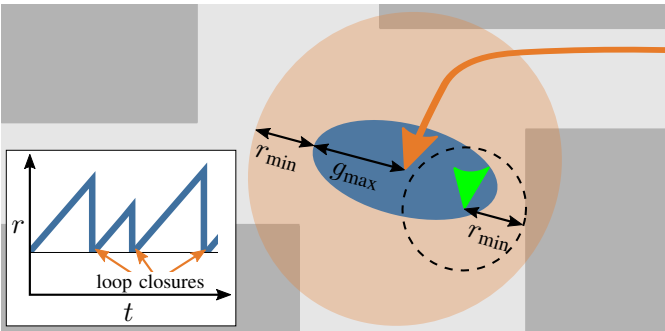 r_min
g_max
r_min
r
loop closures
t